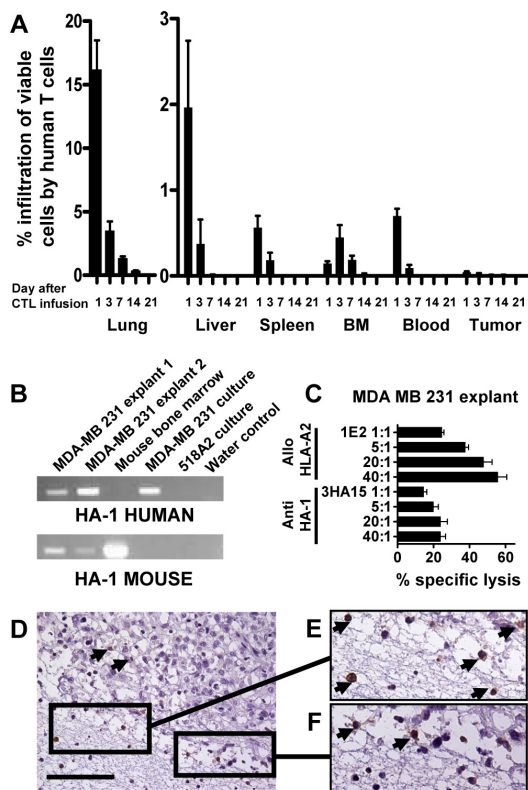 A
% infiltration of viable
cells by human T cells
20
15
10
5
0
3
2
1
0
Day after
CTL infusion
1 3 7 14 21
1 3 7 14 21
1 3 7 14 21
1 3 7 14 21
1 3 7 14 21
1 3 7 14 21
Lung
Liver
Spleen
BM
Blood
Tumor
B
MDA-MB 231 explant 1
MDA-MB 231 explant 2
Mouse bone marrow
MDA-MB 231 culture
518A2 culture
Water control
HA-1 HUMAN
HA-1 MOUSE
C
MDA MB 231 explant
Allo
HLA-A2
1E2 1:1
5:1
20:1
40:1
Anti
HA-1
3HA15 1:1
5:1
20:1
40:1
0 20 40 60
% specific lysis
D
E
F